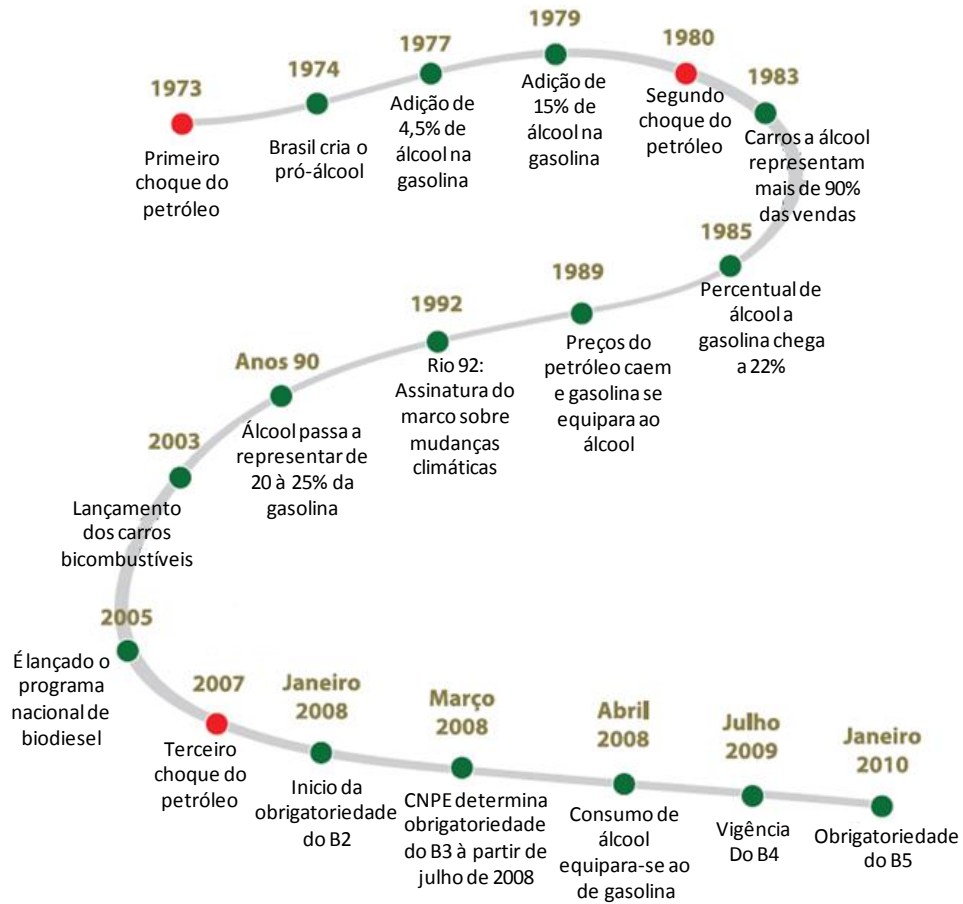 1973
Primeiro
choque do
petróleo
1974
Brasil cria o
pró-álcool
1977
Adição de
4,5% de
álcool na
gasolina
1979
Adição de
15% de
álcool na
gasolina
1980
Segundo
choque do
petróleo
1983
Carros a álcool
representam
mais de 90%
das vendas
1985
Percentual de
álcool a
gasolina chega
a 22%
1989
Preços do
petróleo caem
e gasolina se
equipara ao
álcool
1992
Rio 92:
Assinatura do
marco sobre
mudanças
climáticas
Anos 90
Álcool passa a
representar de
20 à 25% da
gasolina
2003
Lançamento
dos carros
bicombustíveis
2005
É lançado o
programa
nacional de
biodiesel
2007
Terceiro
choque do
petróleo
Janeiro
2008
Inicio da
obrigatoriedade
do B2
Março
2008
CNPE determina
obrigatoriedade
do B3 à partir de
julho de 2008
Abril
2008
Consumo de
álcool
equipara-se ao
de gasolina
Julho
2009
Vigência
Do B4
Janeiro
2010
Obrigatoriedade
do B5